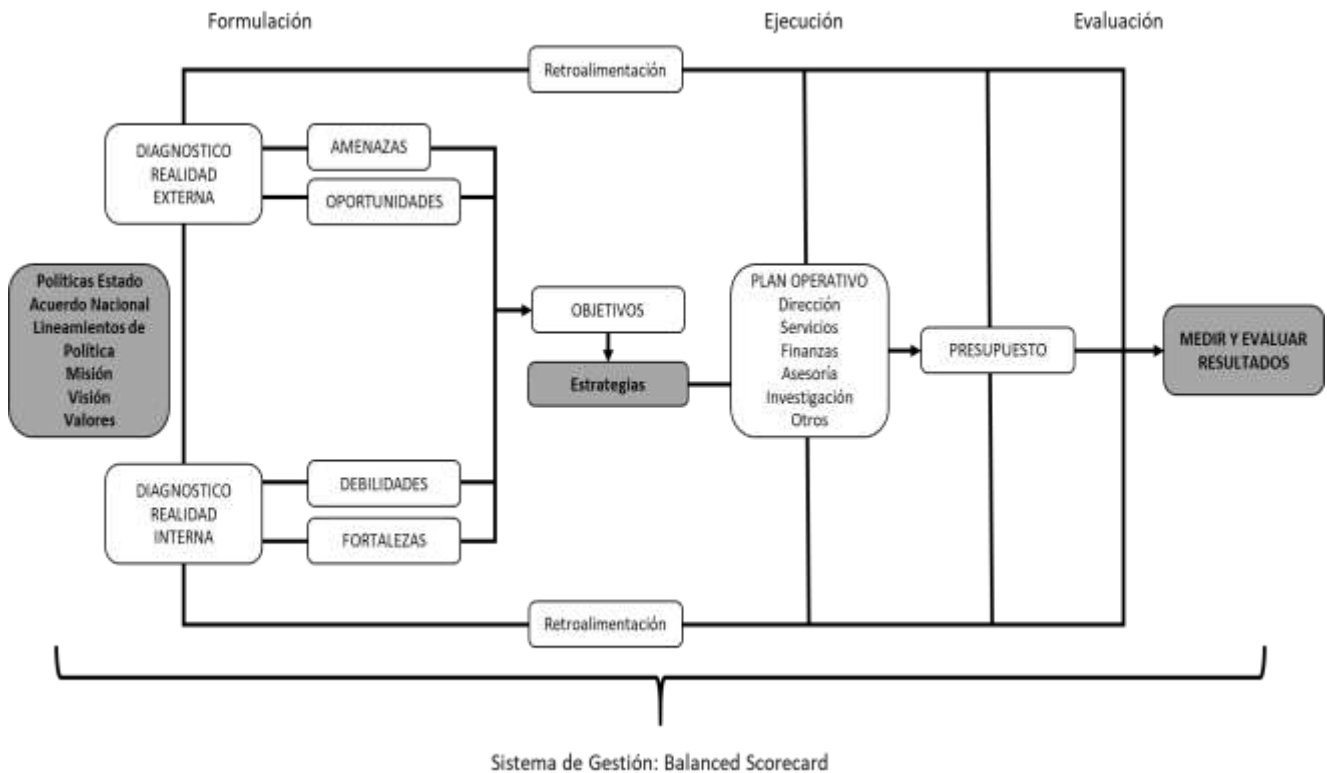 Formulación
Ejecución
Evaluación
Retroalimentación
DIAGNOSTICO
REALIDAD
EXTERNA
AMENAZAS
OPORTUNIDADES
Políticas Estado
Acuerdo Nacional
Lineamientos de
Política
Misión
Visión
Valores
OBJETIVOS
Estrategias
PLAN OPERATIVO
Dirección
Servicios
Finanzas
Asesoría
Investigación
Otros
PRESUPUESTO
MEDIR Y EVALUAR
RESULTADOS
DIAGNOSTICO
REALIDAD
INTERNA
DEBILIDADES
FORTALEZAS
Retroalimentación
Sistema de Gestión: Balanced Scorecard